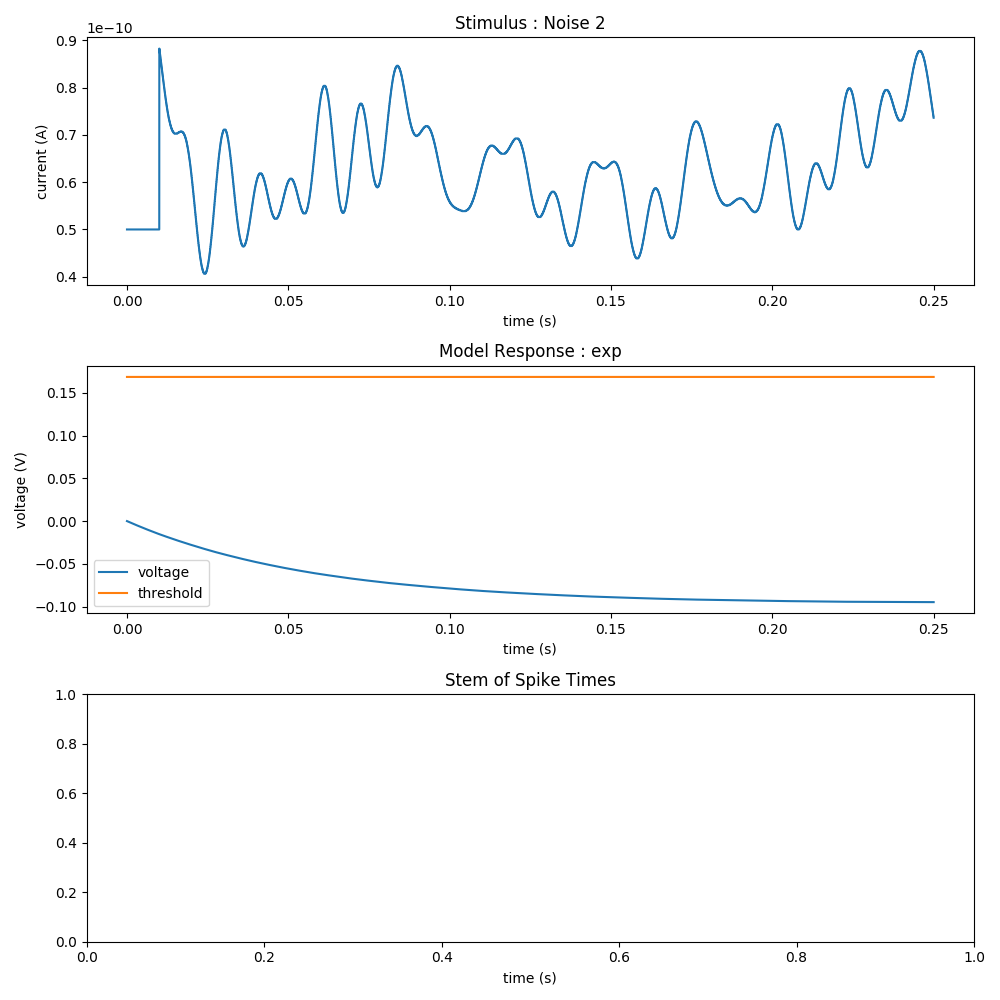 Stimulus : Noise 2
1e−10
0.9
0.8
0.7
0.6
0.5
0.4
current (A)
0.00 0.05 0.10 0.15 0.20 0.25
time (s)
Model Response : exp
0.15
0.10
0.05
0.00
−0.05
−0.10
voltage (V)
voltage
threshold
0.00 0.05 0.10 0.15 0.20 0.25
time (s)
Stem of Spike Times
1.0
0.8
0.6
0.4
0.2
0.0
0.0 0.2 0.4 0.6 0.8 1.0
time (s)